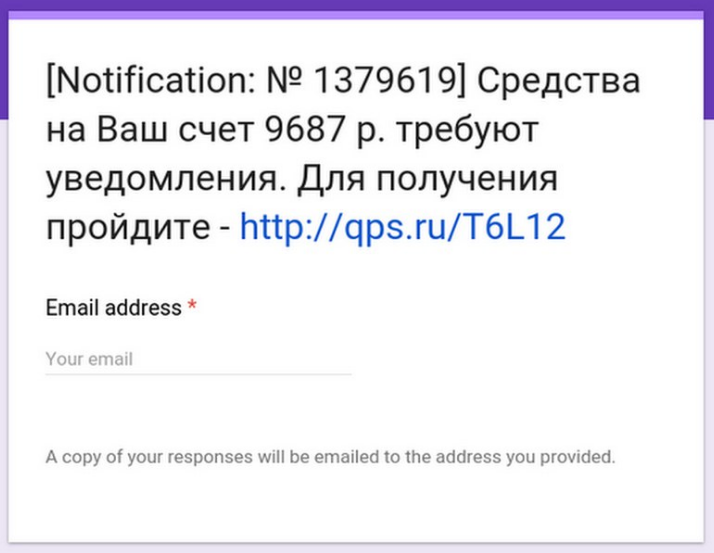 [Notification: № 1379619] Средства
на Ваш счет 9687 р. требуют
уведомления. Для получения
пройдите - http://qps.ru/T6L12
Email address *
Your email
A copy of your responses will be emailed to the address you provided.